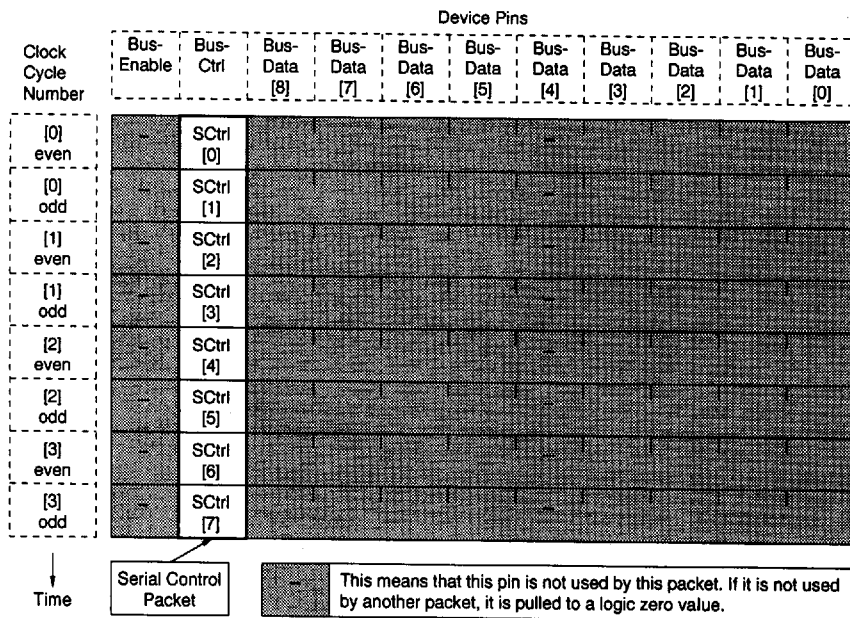 Device Pins
Clock
Cycle
Number
Bus-
Enable
Bus-
Ctrl
Bus-
Data
[8]
Bus-
Data
[7]
Bus-
Data
[6]
Bus-
Data
[5]
Bus-
Data
[4]
Bus-
Data
[3]
Bus-
Data
[2]
Bus-
Data
[1]
Bus-
Data
[0]
[0]
even
SCtrl
[0]
[0]
odd
SCtrl
[1]
[1]
even
SCtrl
[2]
[1]
odd
SCtrl
[3]
[2]
even
SCtrl
[4]
[2]
odd
SCtrl
[5]
[3]
even
SCtrl
[6]
[3]
odd
SCtrl
[7]
Time
Serial Control
Packet
This means that this pin is not used by this packet. If it is not used
by another packet, it is pulled to a logic zero value.